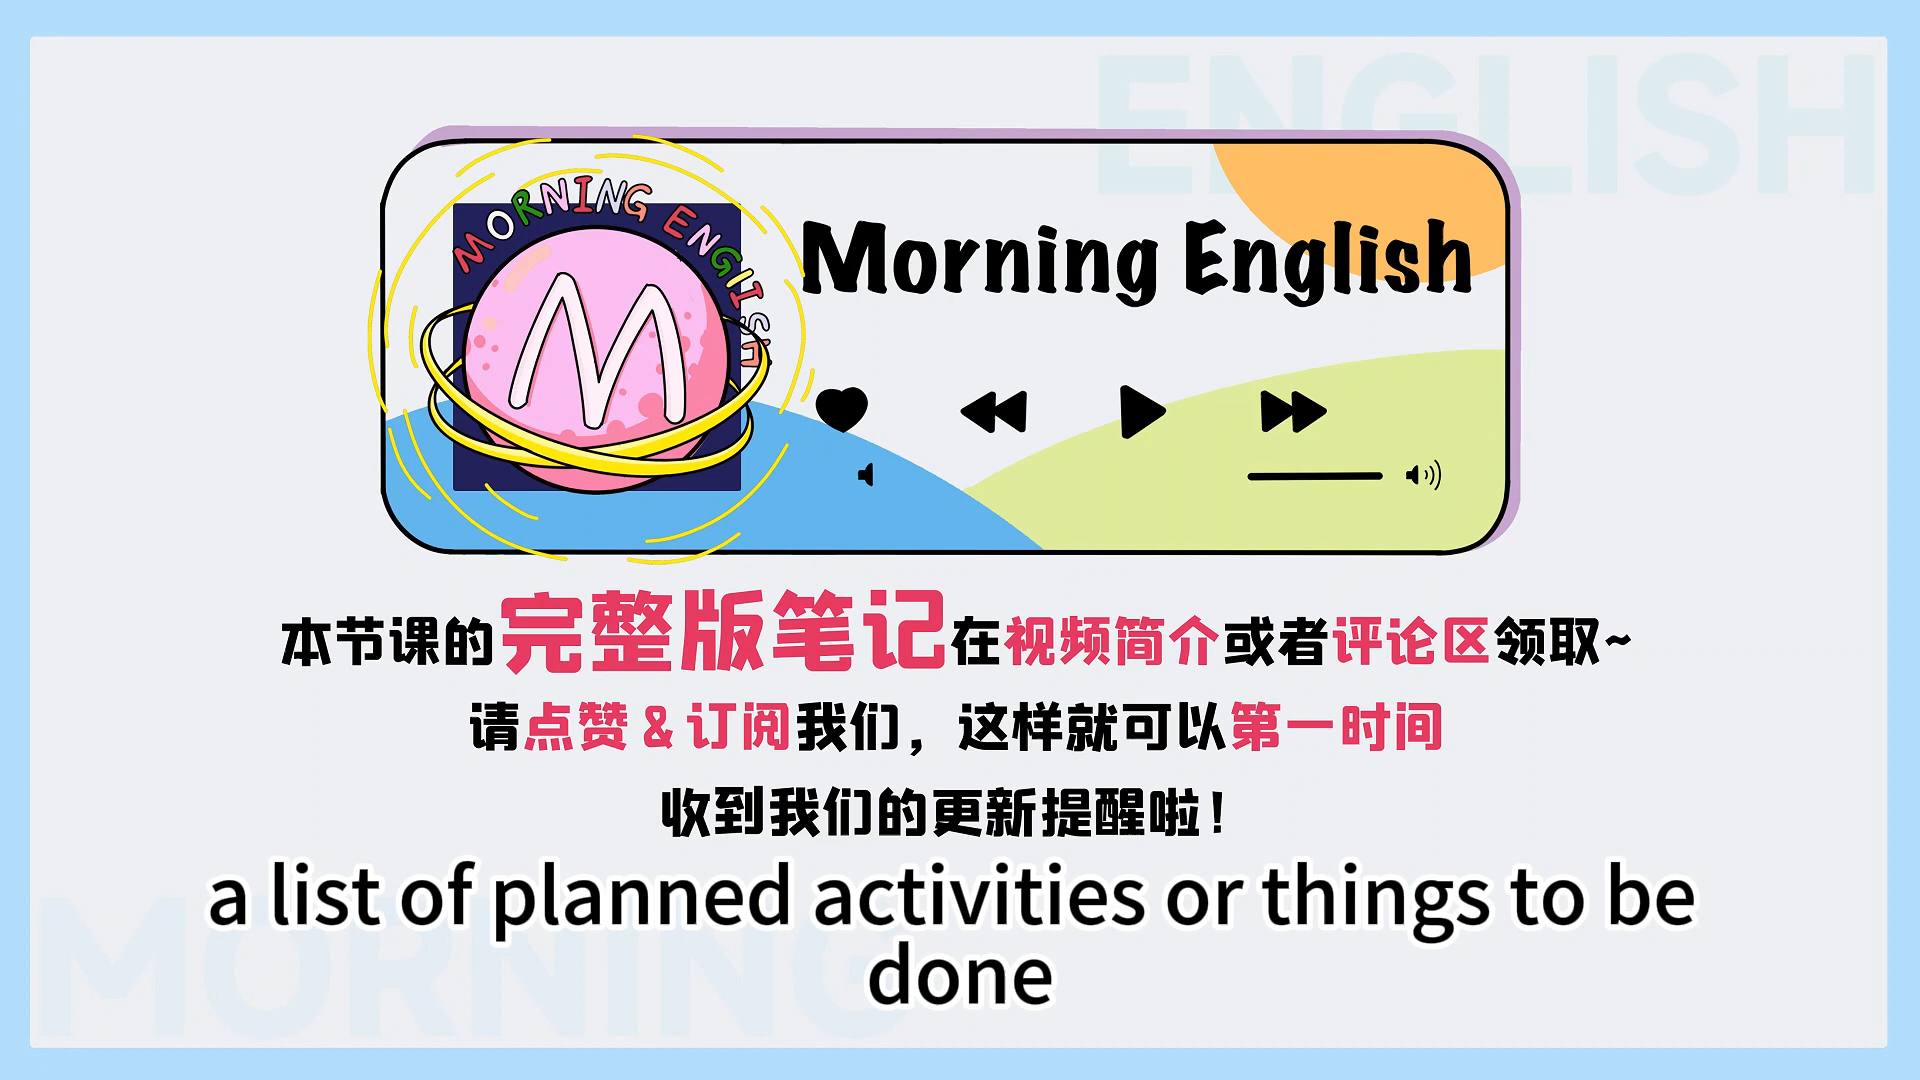 ENGLISH
MORNING ENGlISH
M
Morning English
本节课的完整版笔记在视频简介或者评论区领取~
请点赞&订阅我们，这样就可以第一时间
收到我们的更新提醒啦！
a list of planned activities or things to be
done
MORNING